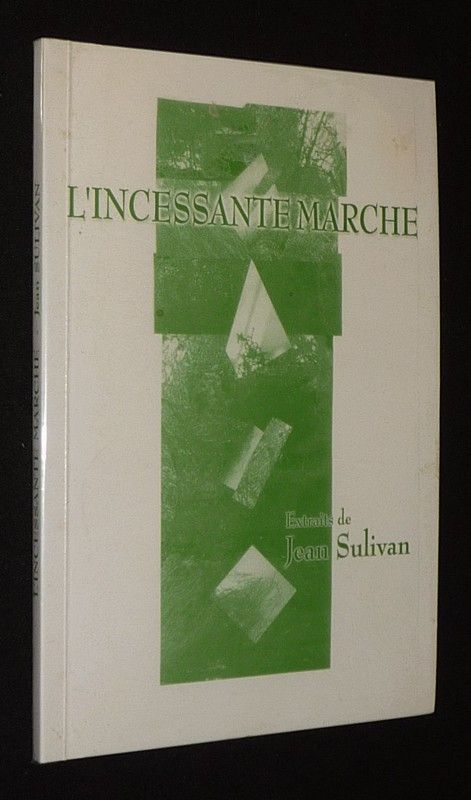 L'INCESSANTE MARCHE
Extraits de
Jean Sulivan
L'INCESSANTE MARCHE - Jean SULIVAN